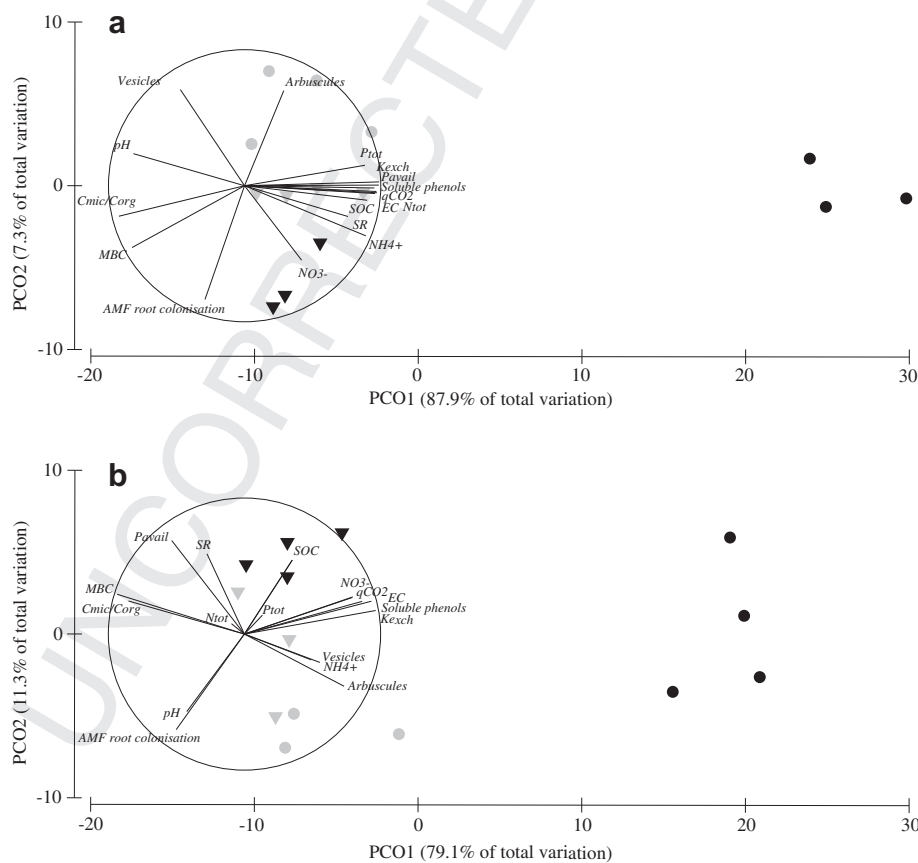 a
10
0
-10
PCO2 (7.3% of total variation)
Vesicles
Arbuscules
pH
Ptot
Kexch
Pavail
Soluble phenols
qCO2
Cmic/Corg
SOC
EC Ntot
SR
MBC
NH4+
NO3-
AMF root colonisation
-20
-10
0
10
20
30
PCO1 (87.9% of total variation)
b
10
0
-10
PCO2 (11.3% of total variation)
Pavail
SR
SOC
MBC
NO3-
qCO2
EC
Cmic/Corg
Ntot
Ptot
Soluble phenols
Kexch
Vesicles
NH4+
Arbuscules
pH
AMF root colonisation
-20
-10
0
10
20
30
PCO1 (79.1% of total variation)
UNCORRECTE